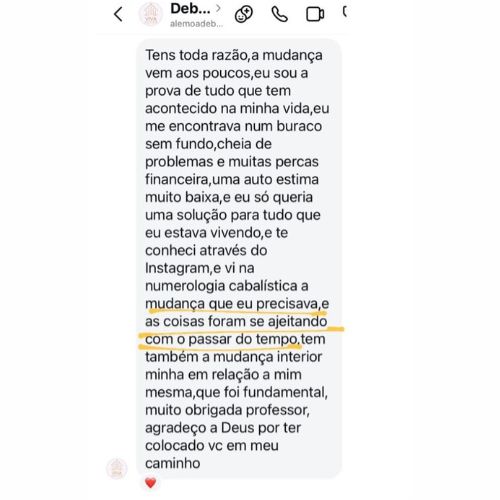 Deb...
alemoadeb...
Tens toda razão,a mudança
vem aos poucos,eu sou a
prova de tudo que tem
acontecido na minha vida,eu
me encontrava num buraco
sem fundo,cheia de
problemas e muitas percas
financeira,uma auto estima
muito baixa,e eu só queria
uma solução para tudo que
eu estava vivendo,e te
conheci através do
Instagram,e vi na
numerologia cabalística a
mudança que eu precisava,e
as coisas foram se ajeitando
com o passar do tempo,tem
também a mudança interior
minha em relação a mim
mesma,que foi fundamental,
muito obrigada professor,
agradeço a Deus por ter
colocado vc em meu
caminho